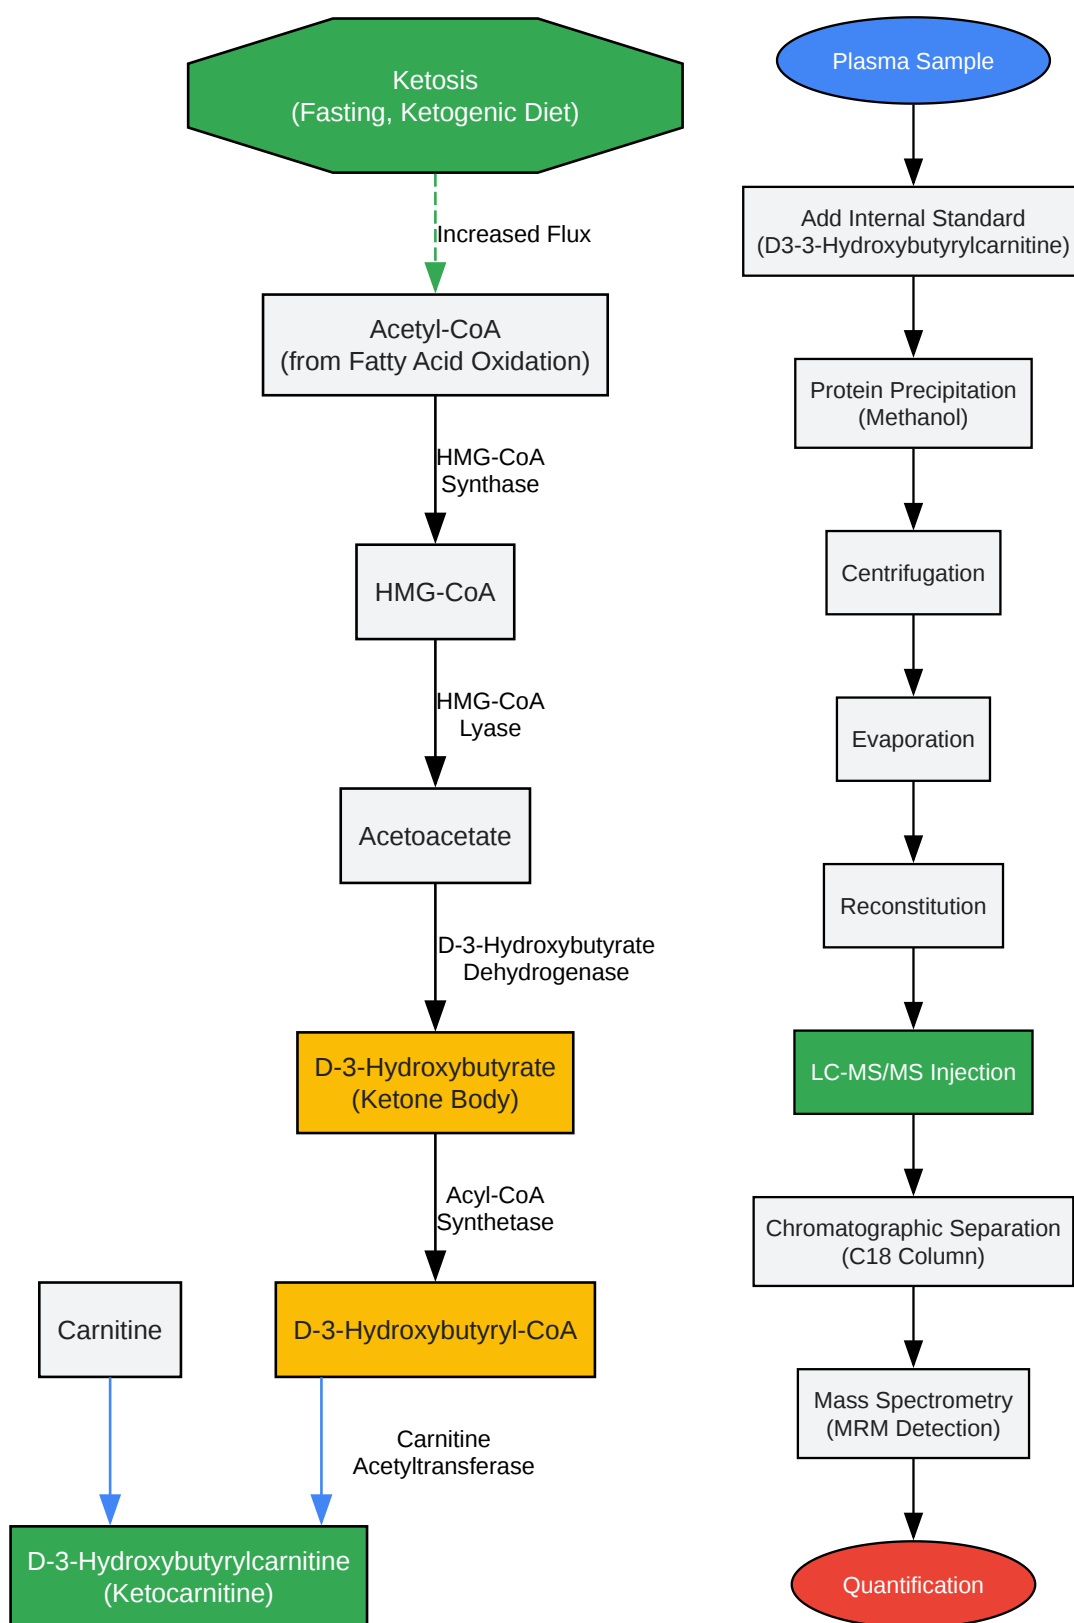 Ketosis
(Fasting, Ketogenic Diet)
Increased Flux
Acetyl-CoA
(from Fatty Acid Oxidation)
HMG-CoA
Synthase
HMG-CoA
HMG-CoA
Lyase
Acetoacetate
D-3-Hydroxybutyrate
Dehydrogenase
D-3-Hydroxybutyrate
(Ketone Body)
Acyl-CoA
Synthetase
Carnitine
D-3-Hydroxybutyryl-CoA
Carnitine
Acetyltransferase
D-3-Hydroxybutyrylcarnitine
(Ketocarnitine)
Plasma Sample
Add Internal Standard
(D3-3-Hydroxybutyrylcarnitine)
Protein Precipitation
(Methanol)
Centrifugation
Evaporation
Reconstitution
LC-MS/MS Injection
Chromatographic Separation
(C18 Column)
Mass Spectrometry
(MRM Detection)
Quantification